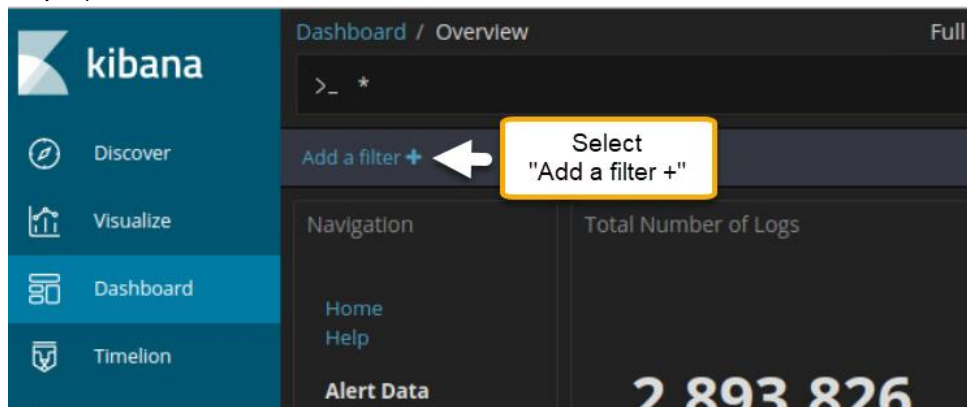 Dashboard / Overview
Full
kibana
>_ *
Discover
Add a filter +
Select
"Add a filter +"
Visualize
Navigation
Total Number of Logs
Dashboard
Home
Help
Timelion
Alert Data
2,893,826